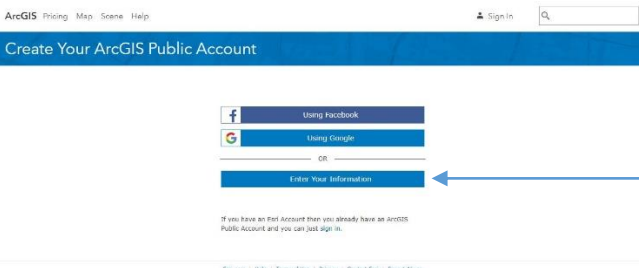 ArcGIS Pricing Map Scene Help Sign In
Create Your ArcGIS Public Account
Using Facebook
Using Google
OR
Enter Your Information
If you have an Esri Account then you already have an ArcGIS
Public Account and you can just sign in.